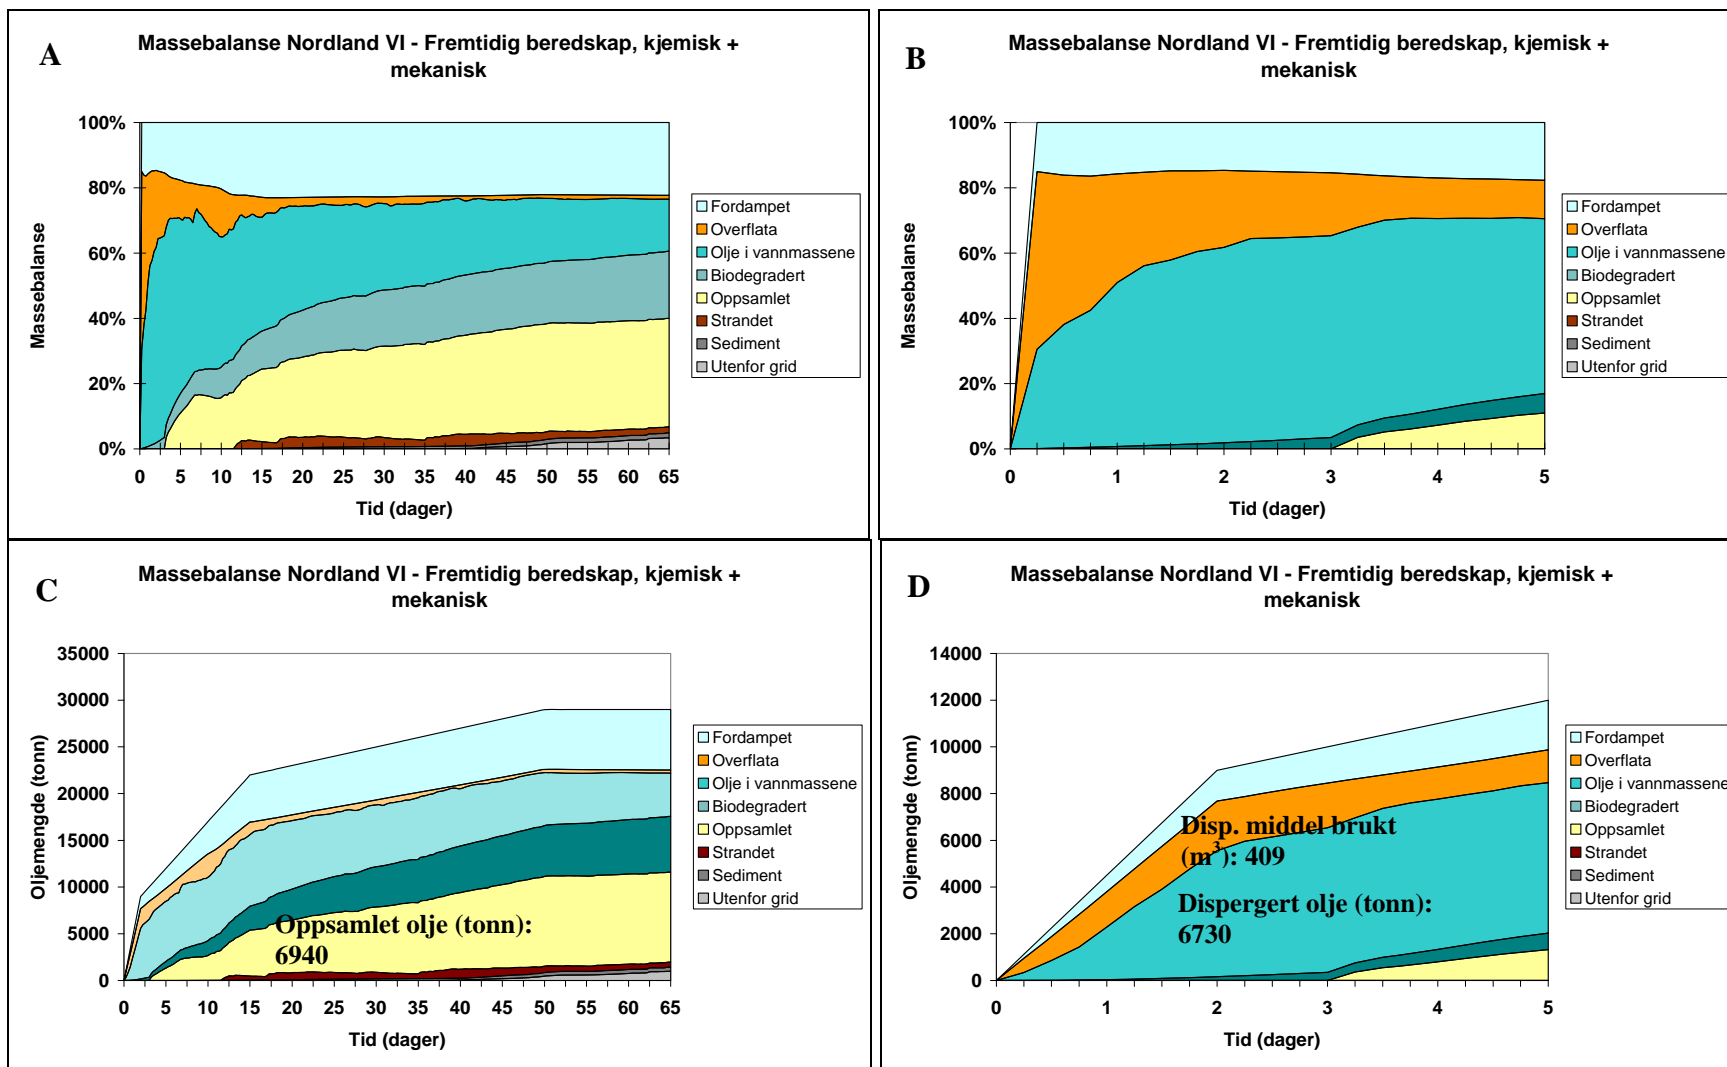 A
Massebalanse Nordland VI - Fremtidig beredskap, kjemisk +
mekanisk
Massebalanse
100%
80%
60%
40%
20%
0%
0 5 10 15 20 25 30 35 40 45 50 55 60 65
Tid (dager)
Fordampet
Overflata
Olje i vannmassene
Biodegradert
Oppsamlet
Strandet
Sediment
Utenfor grid
B
Massebalanse Nordland VI - Fremtidig beredskap, kjemisk +
mekanisk
Massebalanse
100%
80%
60%
40%
20%
0%
0 1 2 3 4 5
Tid (dager)
Fordampet
Overflata
Olje i vannmassene
Biodegradert
Oppsamlet
Strandet
Sediment
Utenfor grid
C
Massebalanse Nordland VI - Fremtidig beredskap, kjemisk +
mekanisk
Oljemengde (tonn)
35000
30000
25000
20000
15000
10000
5000
0
Oppsamlet olje (tonn):
6940
0 5 10 15 20 25 30 35 40 45 50 55 60 65
Tid (dager)
Fordampet
Overflata
Olje i vannmassene
Biodegradert
Oppsamlet
Strandet
Sediment
Utenfor grid
D
Massebalanse Nordland VI - Fremtidig beredskap, kjemisk +
mekanisk
Oljemengde (tonn)
14000
12000
10000
8000
6000
4000
2000
0
Disp. middel brukt
(m³): 409
Dispergert olje (tonn):
6730
0 1 2 3 4 5
Tid (dager)
Fordampet
Overflata
Olje i vannmassene
Biodegradert
Oppsamlet
Strandet
Sediment
Utenfor grid